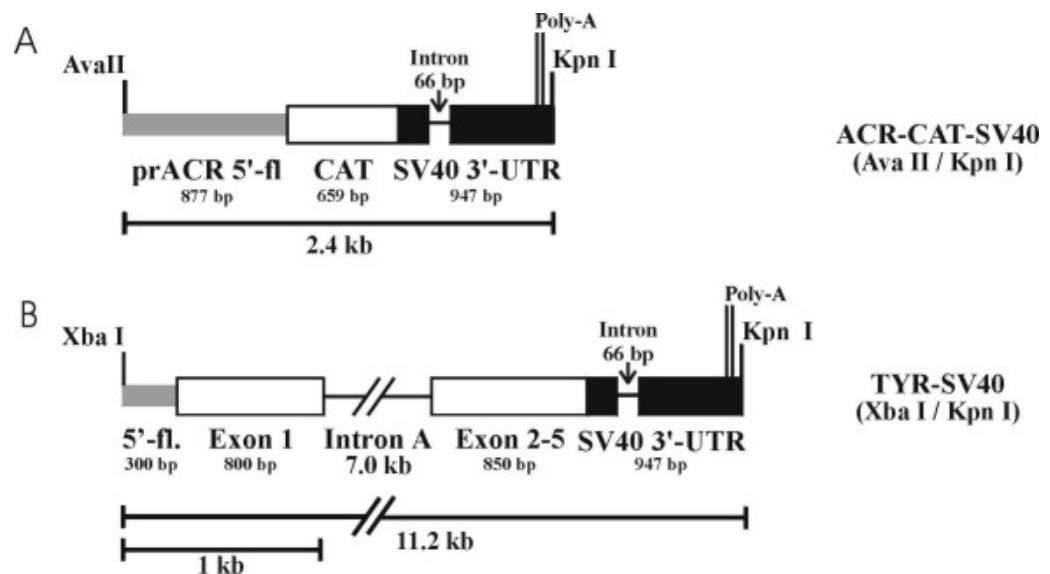 A
Poly-A
Intron
66 bp
AvaII
Kpn I
prACR 5'-fl
877 bp
CAT
659 bp
SV40 3'-UTR
947 bp
2.4 kb
ACR-CAT-SV40
(Ava II / Kpn I)
B
Poly-A
Intron
66 bp
Xba I
Kpn I
5'-fl.
300 bp
Exon 1
800 bp
Intron A
7.0 kb
Exon 2-5
850 bp
SV40 3'-UTR
947 bp
11.2 kb
1 kb
TYR-SV40
(Xba I / Kpn I)